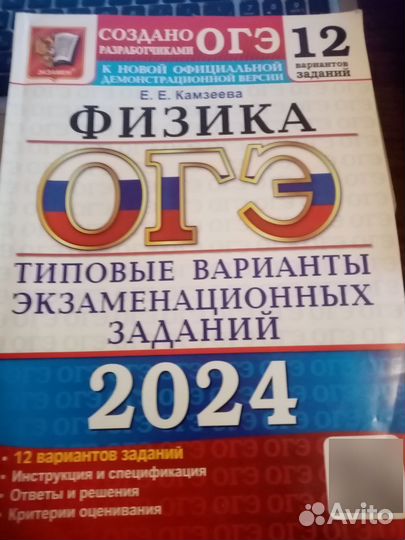 СОЗДАНО
РАЗРАБОТЧИКАМИ
ОГЭ
12
вариантов
заданий
ЭКЗАМЕН
К НОВОЙ ОФИЦИАЛЬНОЙ
ДЕМОНСТРАЦИОННОЙ ВЕРСИИ
Е. Е. Камзеева
ФИЗИКА
ОГЭ
ТИПОВЫЕ ВАРИАНТЫ
ЭКЗАМЕНАЦИОННЫХ
ЗАДАНИЙ
2024
• 12 вариантов заданий
• Инструкция и спецификация
• Ответы и решения
• Критерии оценивания
Avito